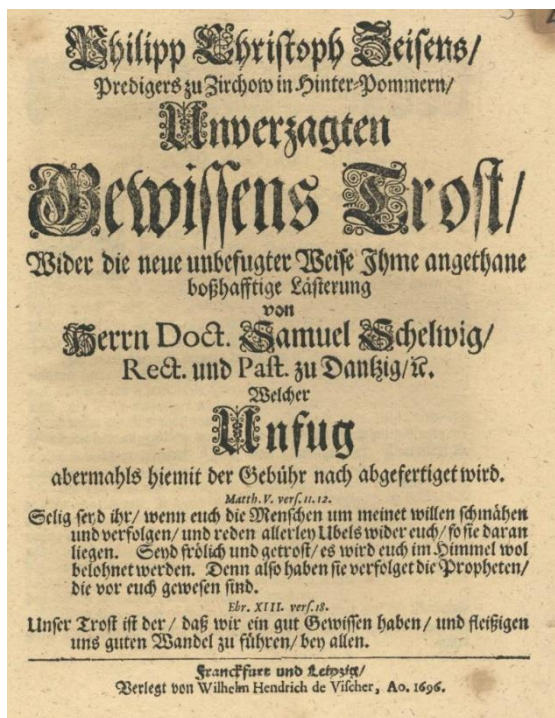 Philipp Christoph Zeisens/
Predigers zu Zirchow in Hinter-Pommern/
Unverzagten
Gewissens Trost/
Wider die neue unbefugter Weise Ihme angethane
boßhafftige Lästerung
von
Herrn Doct. Samuel Schelwig/
Rect. und Past. zu Dantzig/ꝛc.
Welcher
Unfug
abermahls hiemit der Gebühr nach abgefertiget wird.
Matth. V. vers. 11. 12.
Selig seyd ihr/ wenn euch die Menschen um meinet willen schmähen
und verfolgen/ und reden allerley Ubels wider euch/ so sie daran
liegen. Seyd frölich und getrost/ es wird euch im Himmel wol
belohnet werden. Denn also haben sie verfolget die Propheten/
die vor euch gewesen sind.
Ebr. XIII. vers. 18.
Unser Trost ist der/ daß wir ein gut Gewissen haben/ und fleißigen
uns guten Wandel zu führen/ bey allen.
Franckfurt und Leipzig/
Verlegt von Wilhelm Hendrich de Vischer, Ao. 1696.